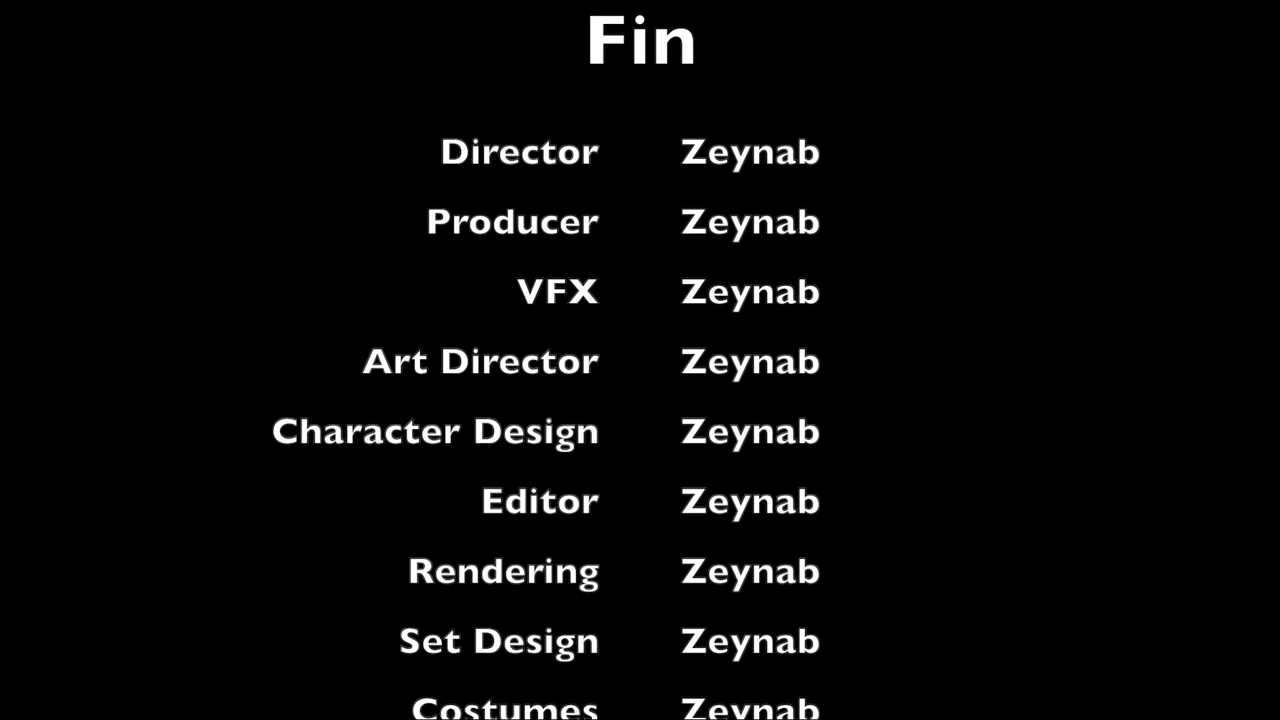 Fin
Director Zeynab
Producer Zeynab
VFX Zeynab
Art Director Zeynab
Character Design Zeynab
Editor Zeynab
Rendering Zeynab
Set Design Zeynab
Costumes Zeynab